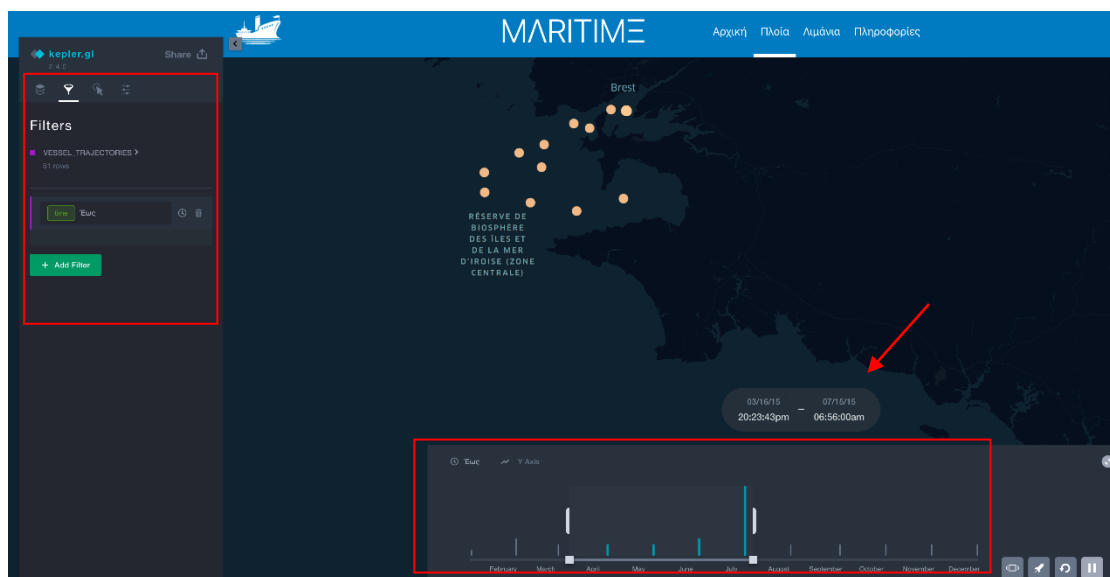 MARITIME
Αρχική Πλοία Λιμάνια Πληροφορίες
kepler.gl
Share
Filters
VESSEL_TRAJECTORIES
61 rows
time Έως
+ Add Filter
Brest
RÉSERVE DE
BIOSPHÈRE
DES ÎLES ET
DE LA MER
D'IROISE (ZONE
CENTRALE)
03/16/15 – 07/15/15
20:23:43pm 06:56:00am
Έως Y Axis
February March April May June July August September October November December